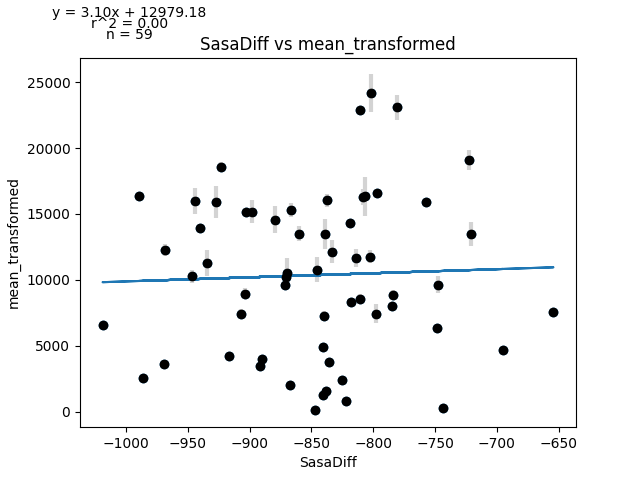 y = 3.10x + 12979.18
r^2 = 0.00
n = 59
SasaDiff vs mean_transformed
25000
20000
15000
10000
5000
0
mean_transformed
−1000
−950
−900
−850
−800
−750
−700
−650
SasaDiff